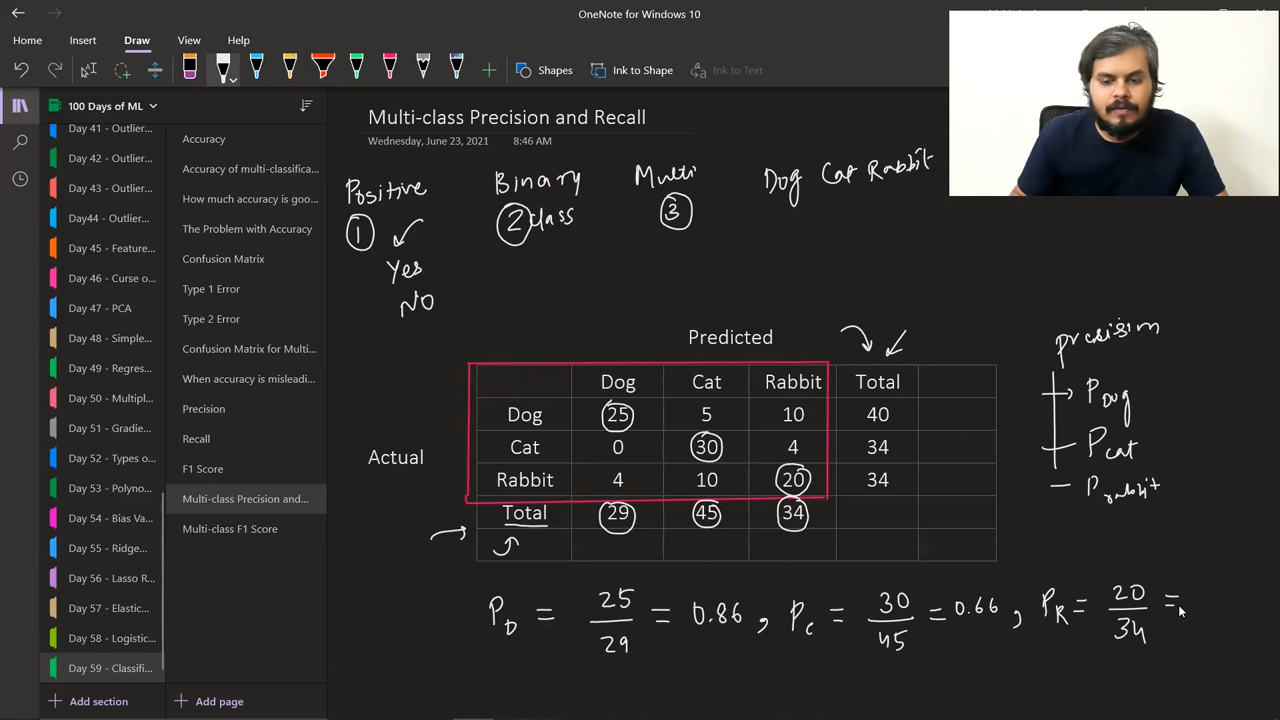 OneNote for Windows 10
Home Insert Draw View Help
Shapes Ink to Shape Ink to Text
100 Days of ML
Day 41 - Outlier...
Day 42 - Outlier...
Day 43 - Outlier...
Day44 - Outlier...
Day 45 - Feature...
Day 46 - Curse o...
Day 47 - PCA
Day 48 - Simple...
Day 49 - Regres...
Day 50 - Multipl...
Day 51 - Gradie...
Day 52 - Types o...
Day 53 - Polyno...
Day 54 - Bias Va...
Day 55 - Ridge...
Day 56 - Lasso R...
Day 57 - Elastic...
Day 58 - Logistic...
Day 59 - Classifi...
Add section
Accuracy
Accuracy of multi-classifica...
How much accuracy is goo...
The Problem with Accuracy
Confusion Matrix
Type 1 Error
Type 2 Error
Confusion Matrix for Multi...
When accuracy is misleadi...
Precision
Recall
F1 Score
Multi-class Precision and...
Multi-class F1 Score
Add page
Multi-class Precision and Recall
Wednesday, June 23, 2021 8:46 AM
Positive Binary Multi Dog Cat Rabbit
1 2 class 3
Yes
NO
Predicted
Dog Cat Rabbit Total
Dog 25 5 10 40
Cat 0 30 4 34
Actual
Rabbit 4 10 20 34
Total 29 45 34
precision
P Dog
P cat
P rabbit
P D = 25/29 = 0.86, P C = 30/45 = 0.66, P R = 20/34 =